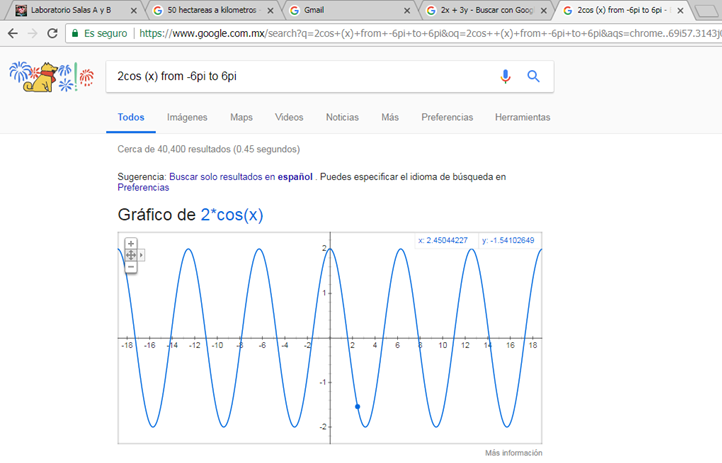 Laboratorio Salas A y B
50 hectareas a kilometros
Gmail
2x + 3y - Buscar con Goog
2cos (x) from -6pi to 6pi -
Es seguro
https://www.google.com.mx/search?q=2cos+(x)+from+-6pi+to+6pi&oq=2cos++(x)+from++-6pi+to+6pi&aqs=chrome..69i57.3143j0
2cos (x) from -6pi to 6pi
Todos Imágenes Maps Videos Noticias Más Preferencias Herramientas
Cerca de 40,400 resultados (0.45 segundos)
Sugerencia: Buscar solo resultados en español . Puedes especificar el idioma de búsqueda en
Preferencias
Gráfico de 2*cos(x)
x: 2.45044227 y: -1.54102649
2
1
-18 -16 -14 -12 -10 -8 -6 -4 -2 2 4 6 8 10 12 14 16 18
-1
-2
Más información